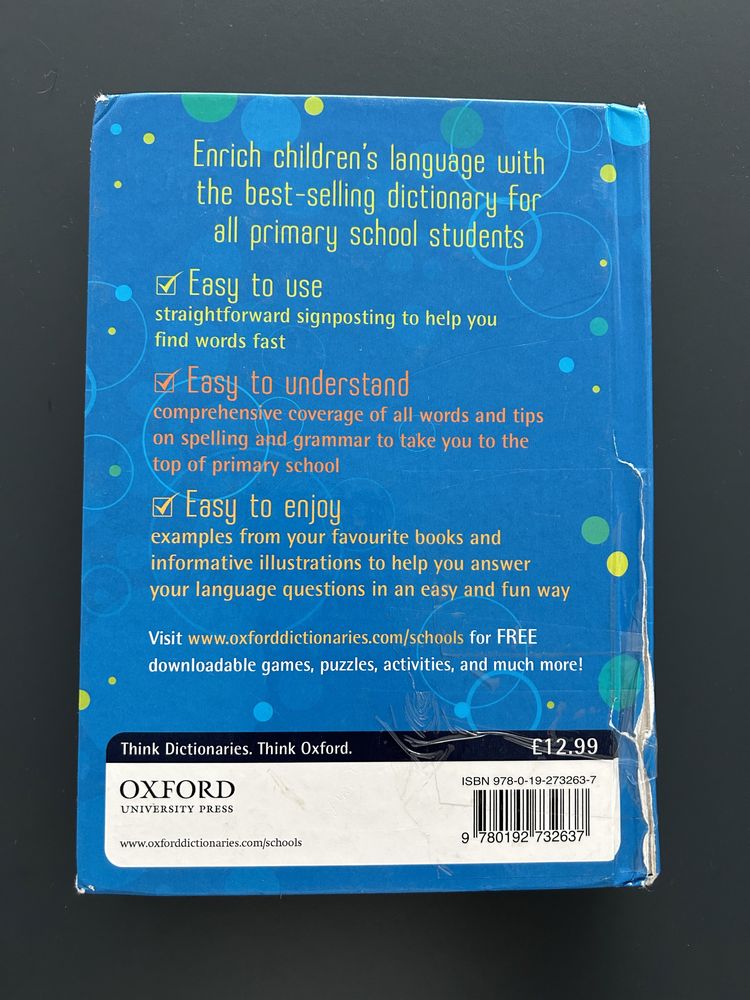 Enrich children's language with
the best-selling dictionary for
all primary school students
Easy to use
straightforward signposting to help you
find words fast
Easy to understand
comprehensive coverage of all words and tips
on spelling and grammar to take you to the
top of primary school
Easy to enjoy
examples from your favourite books and
informative illustrations to help you answer
your language questions in an easy and fun way
Visit www.oxforddictionaries.com/schools for FREE
downloadable games, puzzles, activities, and much more!
Think Dictionaries. Think Oxford.
£12.99
OXFORD
UNIVERSITY PRESS
www.oxforddictionaries.com/schools
ISBN 978-0-19-273263-7
9 780192 732637